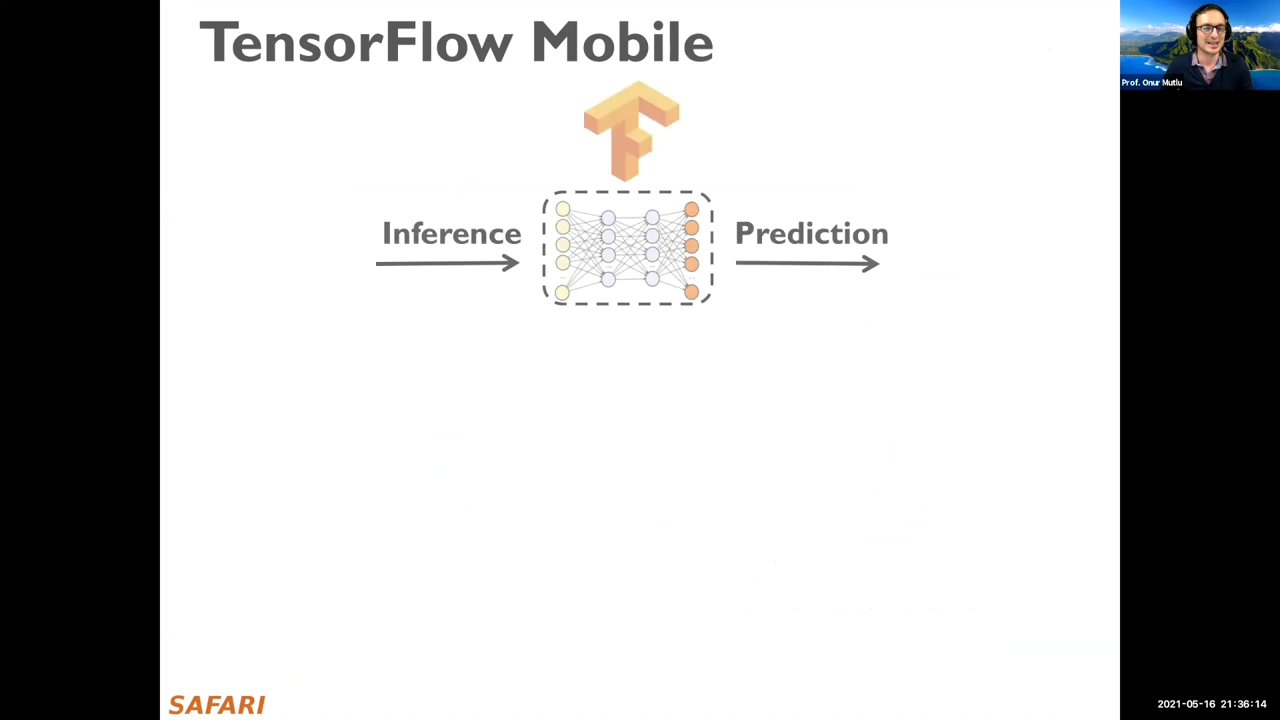 TensorFlow Mobile
Prof. Onur Mutlu
Inference
Prediction
SAFARI
2021-05-16 21:36:14